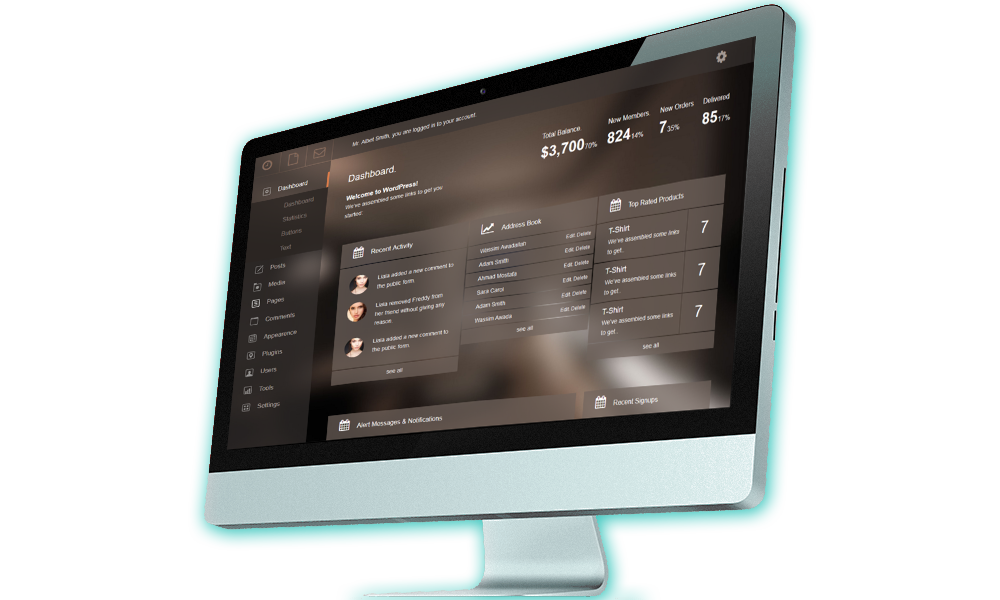 Mr. Albet Smith, you are logged in to your account.
Total Balance
$3,700 70%
New Members
824 14%
New Orders
7 35%
Delivered
85 17%
Dashboard
Dashboard
Statistics
Buttons
Text
Posts
Media
Pages
Comments
Appearence
Plugins
Users
Tools
Settings
Dashboard.
Welcome to WordPress!
We've assembled some links to get you
started:
Recent Activity
Liaia added a new comment to
the public form.
Liaia removed Freddy from
her friend without giving any
reason.
Liaia added a new comment to
the public form.
see all
Address Book
Wassim Awadallan Edit Delete
Adam Smith Edit Delete
Ahmad Mostafa Edit Delete
Sara Carol Edit Delete
Adam Smith Edit Delete
Wassim Awada Edit Delete
see all
Top Rated Products
T-Shirt
We've assembled some links
to get.
7
T-Shirt
We've assembled some links
to get.
7
T-Shirt
We've assembled some links
to get.
7
see all
Alert Messages & Notifications
Recent Signups